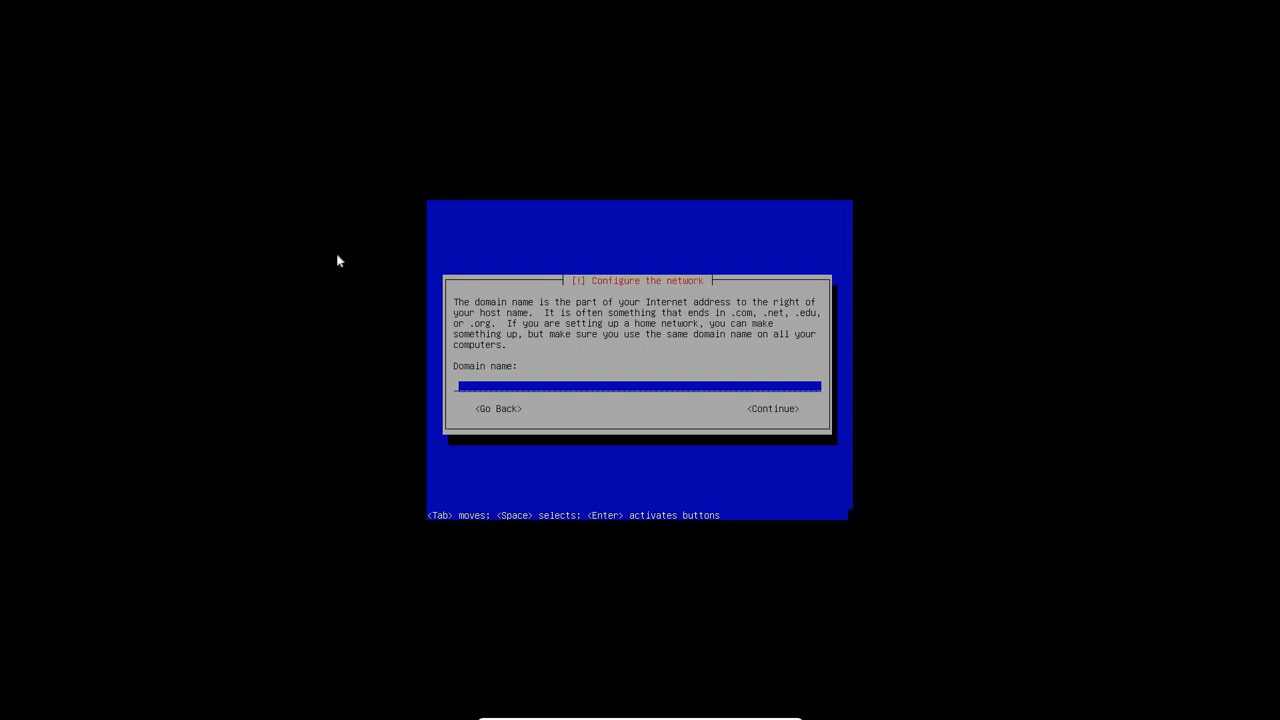 [!] Configure the network
The domain name is the part of your Internet address to the right of
your host name.  It is often something that ends in .com, .net, .edu,
or .org.  If you are setting up a home network, you can make
something up, but make sure you use the same domain name on all your
computers.
Domain name:
<Go Back> <Continue>
<Tab> moves; <Space> selects; <Enter> activates buttons